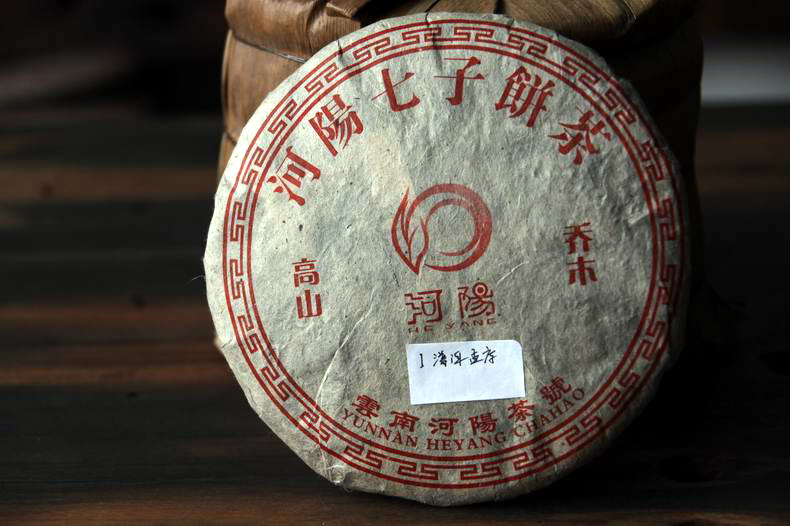 河陽七子餅茶
高山
乔木
河陽
HE YANG
雲南河陽茶號
YUNNAN HEYANG CHAHAO